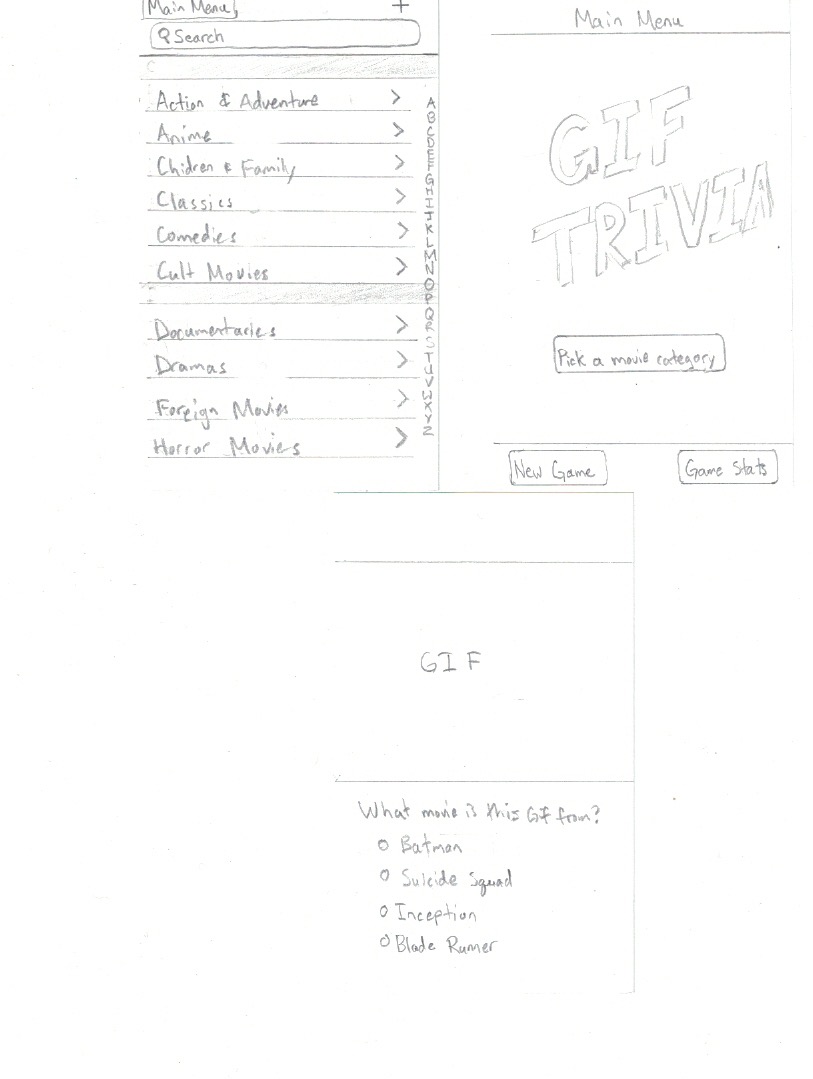 Main Menu
+
Search
C
Action & Adventure
Anime
Chidren & Family
Classics
Comedies
Cult Movies
Documentaries
Dramas
Foreign Movies
Horror Moviers
A
B
C
D
E
F
G
H
I
J
K
L
M
N
O
P
Q
R
S
T
U
V
W
X
Y
Z
Main Menu
GIF
TRIVIA
Pick a movie category
New Game
Game Stats
GIF
What movie is this GIF from?
Batman
Suicide Squad
Inception
Blade Runner